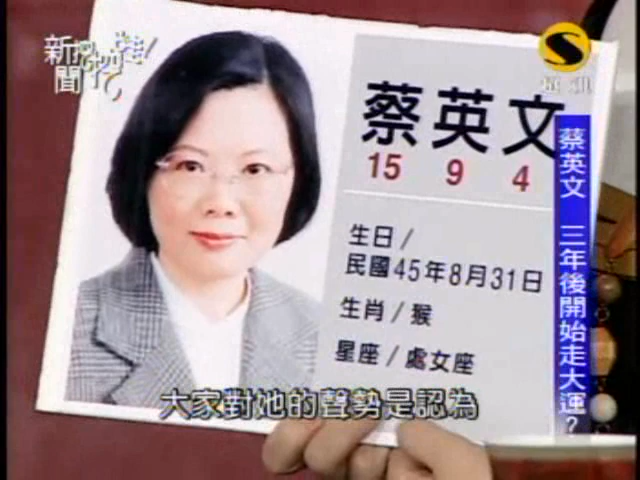 新聞
蔡英文
15 9 4
生日/
民國45年8月31日
生肖/猴
星座/處女座
蔡英文 三年後開始走大運?
大家對她的聲勢是認為